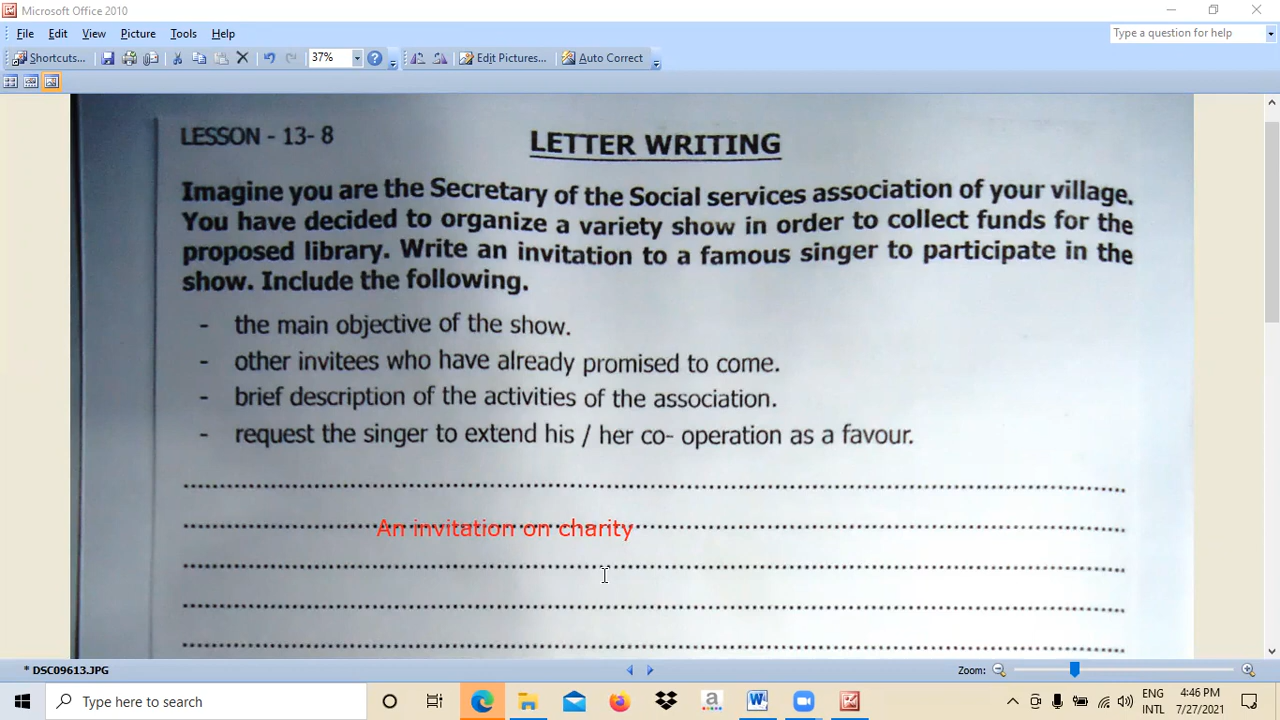 Microsoft Office 2010
File Edit View Picture Tools Help
Type a question for help
Shortcuts... 37% Edit Pictures... Auto Correct
LESSON - 13- 8
LETTER WRITING
Imagine you are the Secretary of the Social services association of your village.
You have decided to organize a variety show in order to collect funds for the
proposed library. Write an invitation to a famous singer to participate in the
show. Include the following.
- the main objective of the show.
- other invitees who have already promised to come.
- brief description of the activities of the association.
- request the singer to extend his / her co- operation as a favour.
An invitation on charity
* DSC09613.JPG
Zoom:
Type here to search
ENG
INTL
4:46 PM
7/27/2021